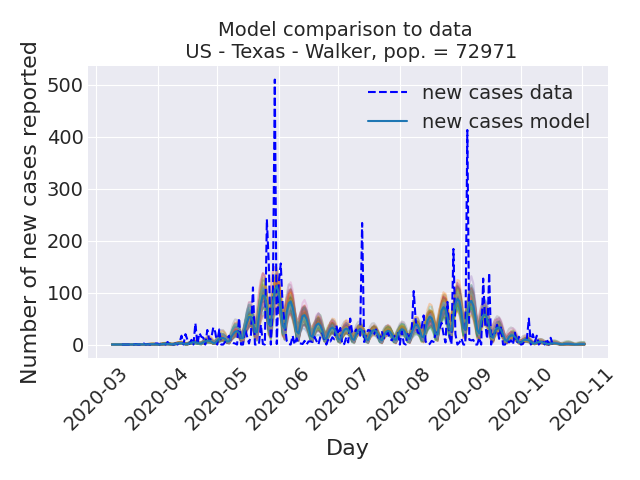 Model comparison to data
US - Texas - Walker, pop. = 72971
Number of new cases reported
500
400
300
200
100
0
new cases data
new cases model
2020-03
2020-04
2020-05
2020-06
2020-07
2020-08
2020-09
2020-10
2020-11
Day